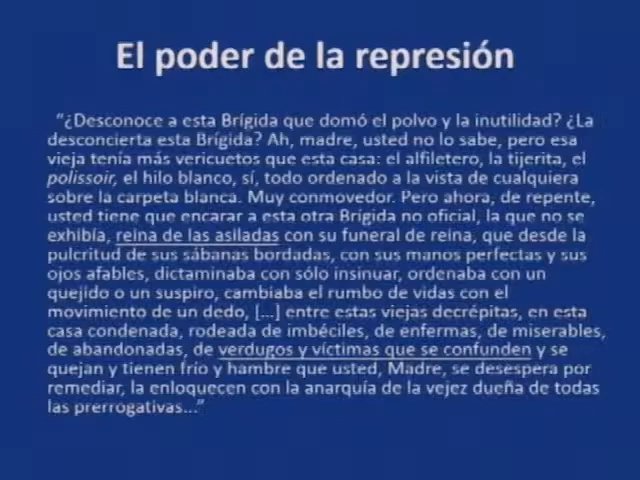 El poder de la represión
“¿Desconoce a esta Brígida que domó el polvo y la inutilidad? ¿La
desconcierta esta Brígida? Ah, madre, usted no lo sabe, pero esa
vieja tenía más vericuetos que esta casa: el alfiletero, la tijerita, el
polissoir, el hilo blanco, sí, todo ordenado a la vista de cualquiera
sobre la carpeta blanca. Muy conmovedor. Pero ahora, de repente,
usted tiene que encarar a esta otra Brígida no oficial, la que no se
exhibía, reina de las asiladas con su funeral de reina, que desde la
pulcritud de sus sábanas bordadas, con sus manos perfectas y sus
ojos afables, dictaminaba con sólo insinuar, ordenaba con un
quejido o un suspiro, cambiaba el rumbo de vidas con el
movimiento de un dedo, [...] entre estas viejas decrépitas, en esta
casa condenada, rodeada de imbéciles, de enfermas, de miserables,
de abandonadas, de verdugos y víctimas que se confunden y se
quejan y tienen frío y hambre que usted, Madre, se desespera por
remediar, la enloquecen con la anarquía de la vejez dueña de todas
las prerrogativas...”